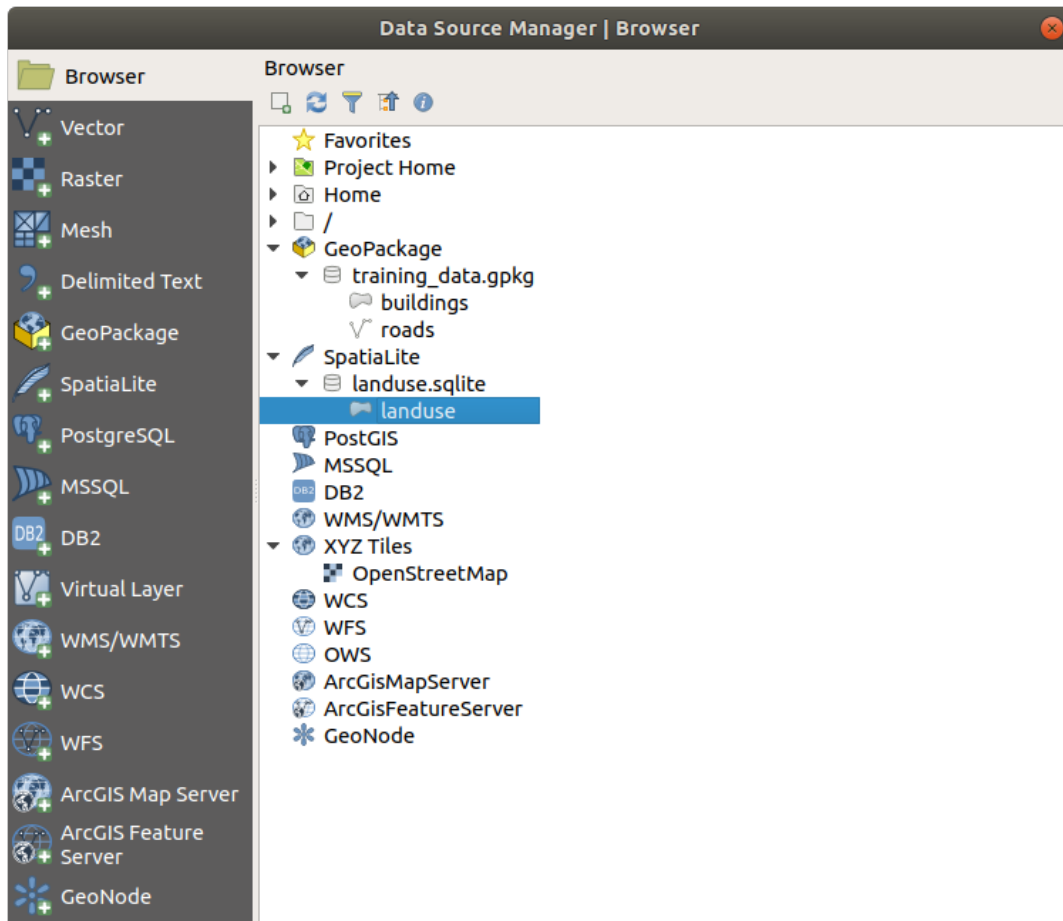 Data Source Manager | Browser
Browser
Vector
Raster
Mesh
Delimited Text
GeoPackage
SpatiaLite
PostgreSQL
MSSQL
DB2
DB2
Virtual Layer
WMS/WMTS
WCS
WFS
ArcGIS Map Server
ArcGIS Feature
Server
GeoNode
Browser
Favorites
Project Home
Home
/
GeoPackage
training_data.gpkg
buildings
roads
SpatiaLite
landuse.sqlite
landuse
PostGIS
MSSQL
DB2
DB2
WMS/WMTS
XYZ Tiles
OpenStreetMap
WCS
WFS
OWS
ArcGisMapServer
ArcGisFeatureServer
GeoNode